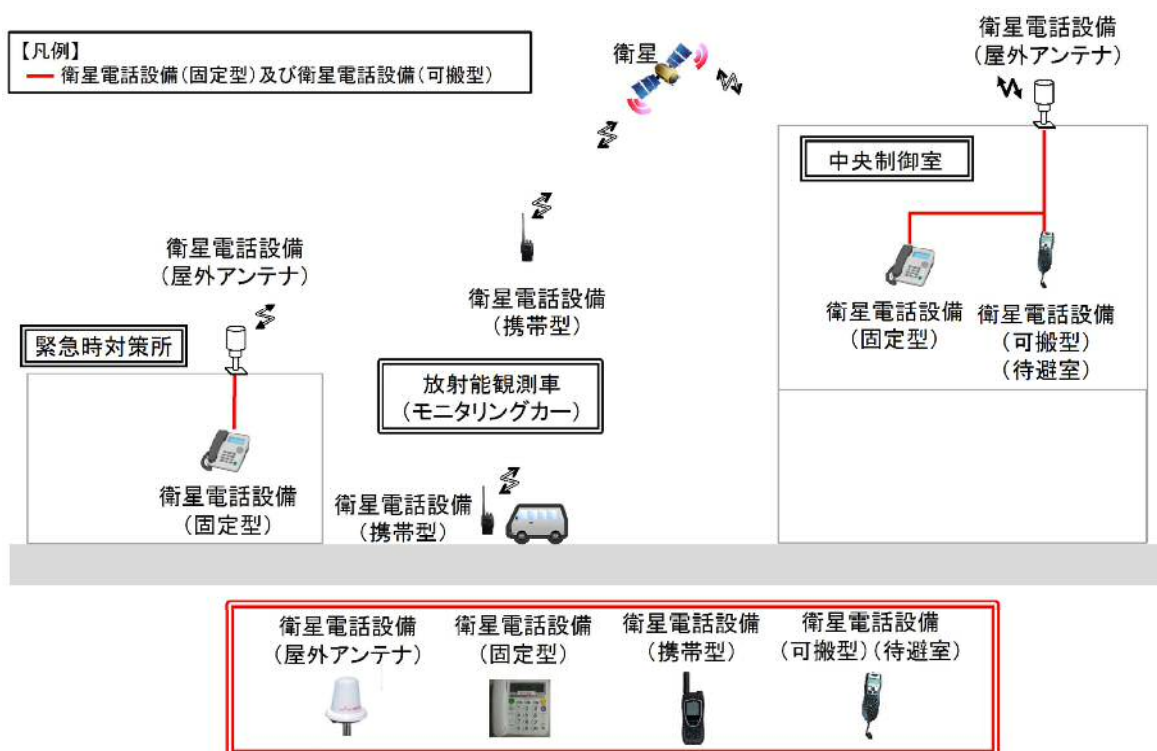 【凡例】
衛星電話設備(固定型)及び衛星電話設備(可搬型)
衛星
衛星電話設備
(屋外アンテナ)
中央制御室
衛星電話設備
(固定型)
衛星電話設備
(可搬型)
(待避室)
衛星電話設備
(携帯型)
衛星電話設備
(屋外アンテナ)
緊急時対策所
衛星電話設備
(固定型)
放射能観測車
(モニタリングカー)
衛星電話設備
(携帯型)
衛星電話設備
(屋外アンテナ)
衛星電話設備
(固定型)
衛星電話設備
(携帯型)
衛星電話設備
(可搬型)(待避室)